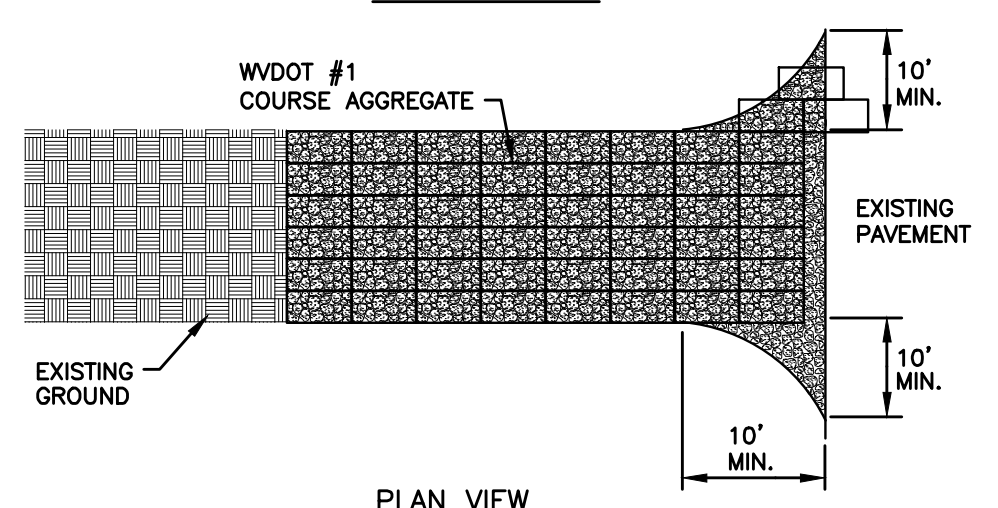 WVDOT #1
COURSE AGGREGATE
10'
MIN.
EXISTING
PAVEMENT
EXISTING
GROUND
10'
MIN.
10'
MIN.
PLAN VIEW